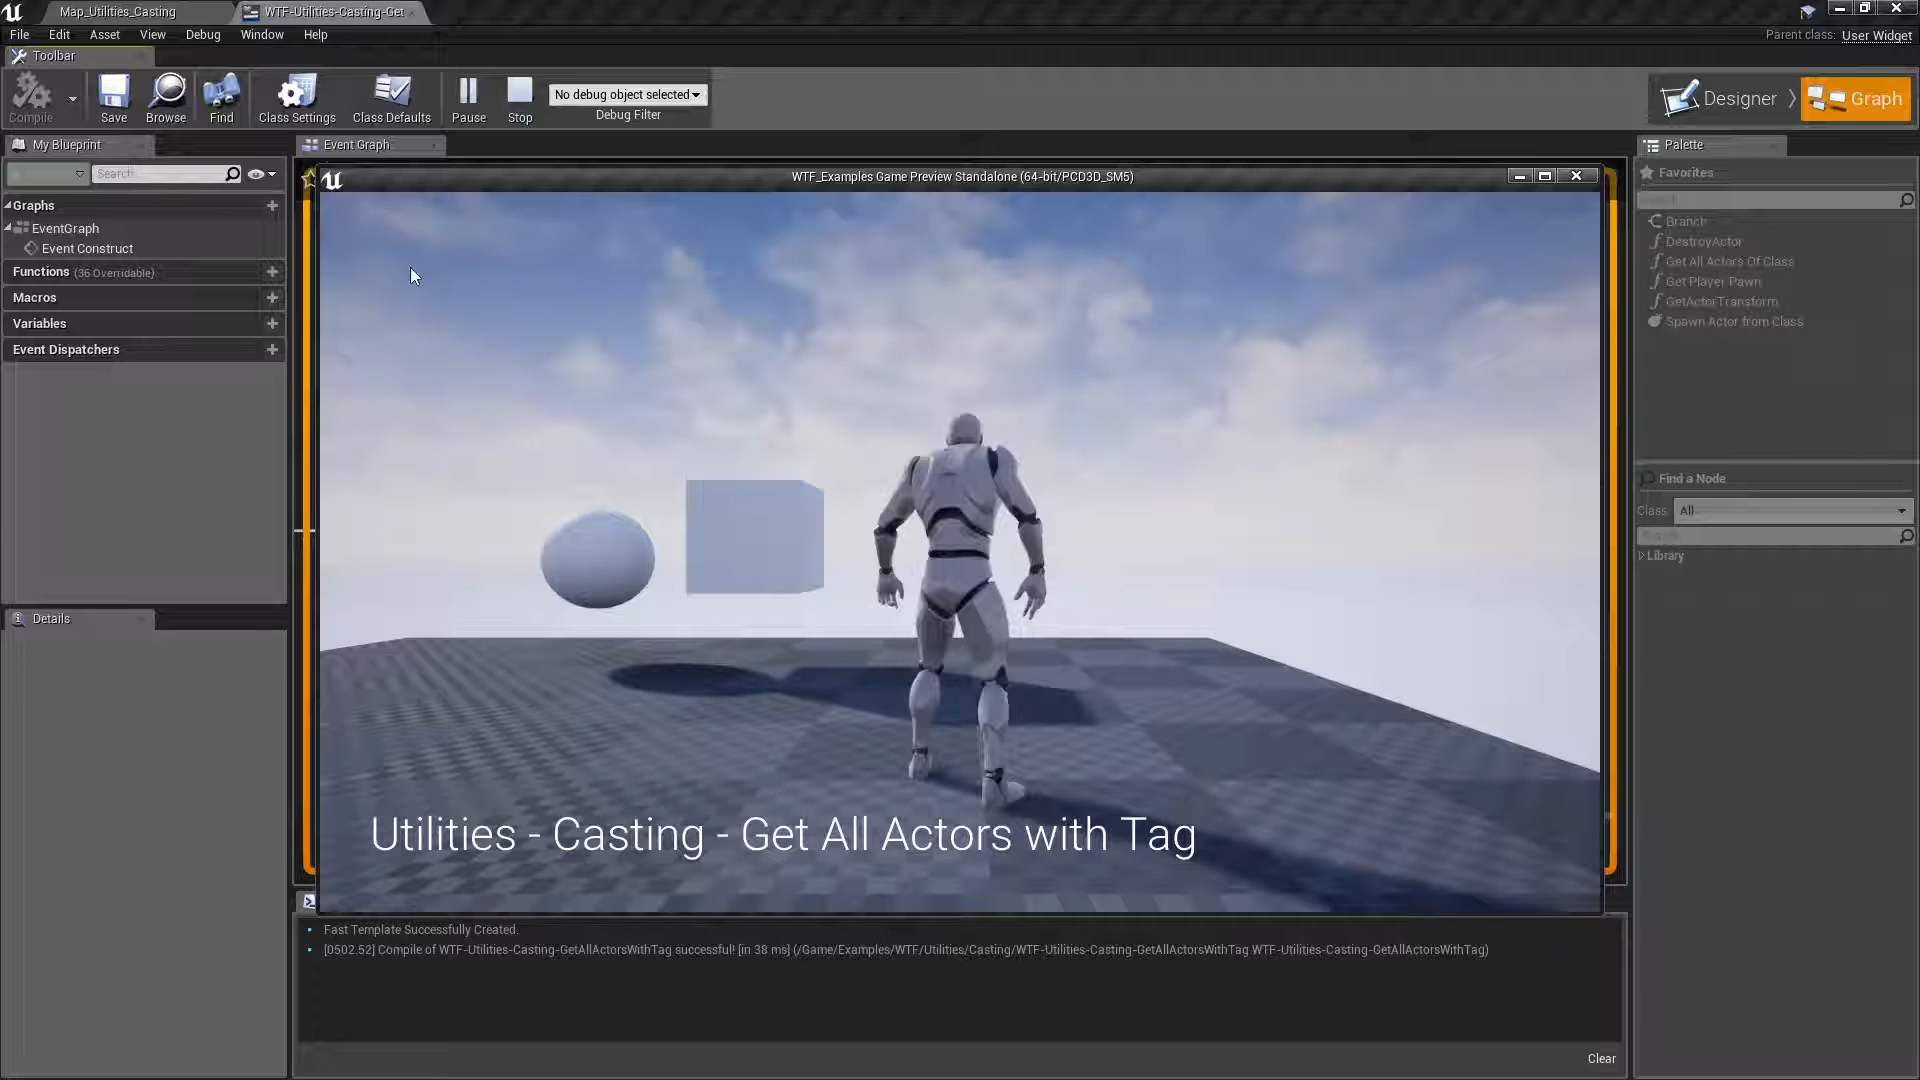 Map_Utilities_Casting
WTF-Utilities-Casting-Get
File Edit Asset View Debug Window Help
Parent class: User Widget
Toolbar
Compile
Save
Browse
Find
Class Settings
Class Defaults
Pause
Stop
No debug object selected
Debug Filter
Designer
Graph
My Blueprint
Event Graph
Palette
Search
WTF_Examples Game Preview Standalone (64-bit/PCD3D_SM5)
Favorites
Graphs
EventGraph
Event Construct
Functions (36 Overridable)
Macros
Variables
Event Dispatchers
Branch
DestroyActor
Get All Actors Of Class
Get Player Pawn
GetActorTransform
Spawn Actor from Class
Find a Node
Class All
Library
Details
Utilities - Casting - Get All Actors with Tag
Fast Template Successfully Created.
[0502.52] Compile of WTF-Utilities-Casting-GetAllActorsWithTag successful! [in 38 ms] (/Game/Examples/WTF/Utilities/Casting/WTF-Utilities-Casting-GetAllActorsWithTag.WTF-Utilities-Casting-GetAllActorsWithTag)
Clear